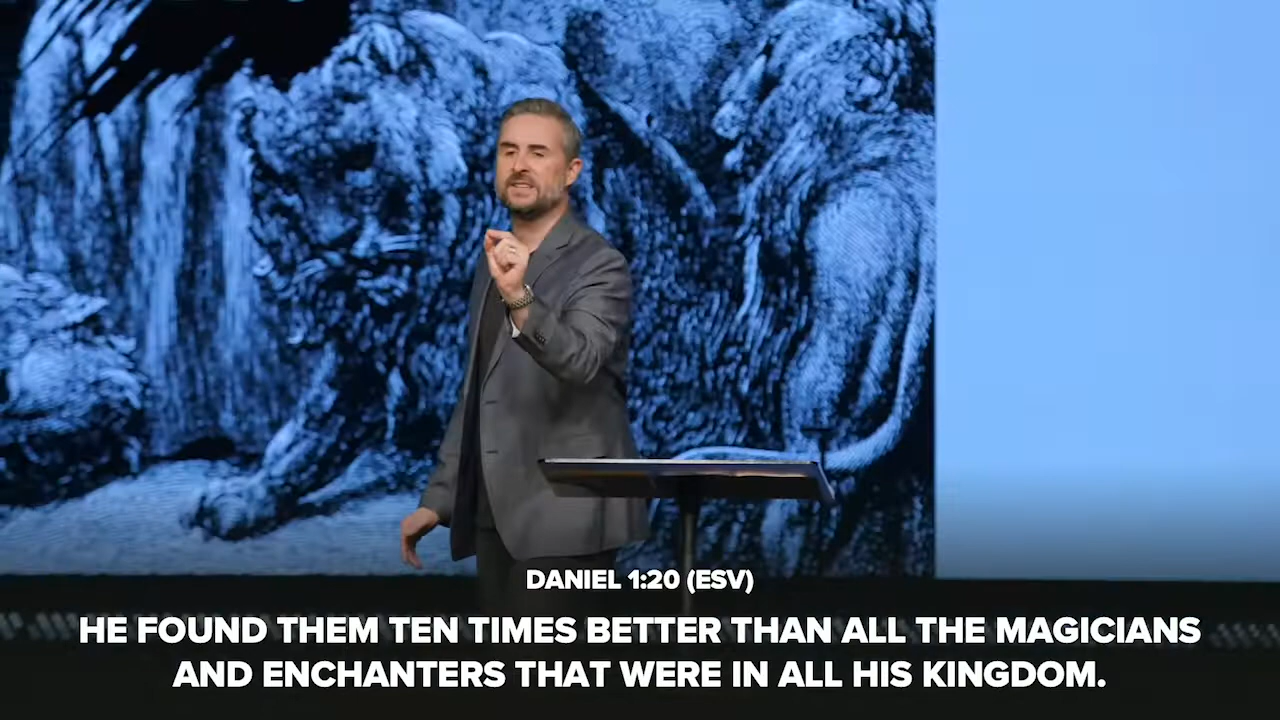 DANIEL 1:20 (ESV)
HE FOUND THEM TEN TIMES BETTER THAN ALL THE MAGICIANS
AND ENCHANTERS THAT WERE IN ALL HIS KINGDOM.